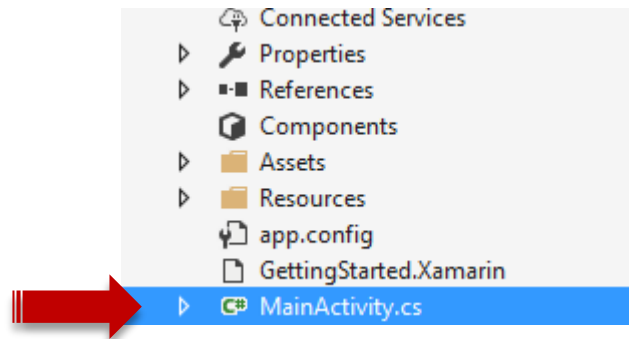 Connected Services
Properties
References
Components
Assets
Resources
app.config
GettingStarted.Xamarin
C# MainActivity.cs